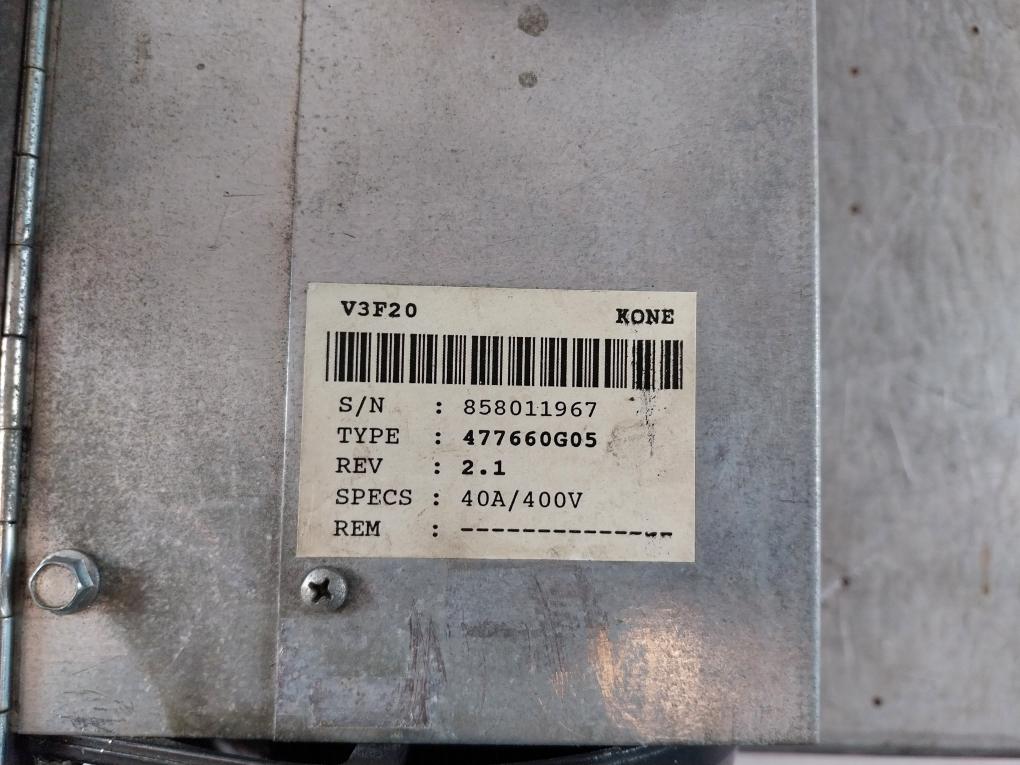 V3F20 KONE
S/N : 858011967
TYPE : 477660G05
REV : 2.1
SPECS : 40A/400V
REM : --------------